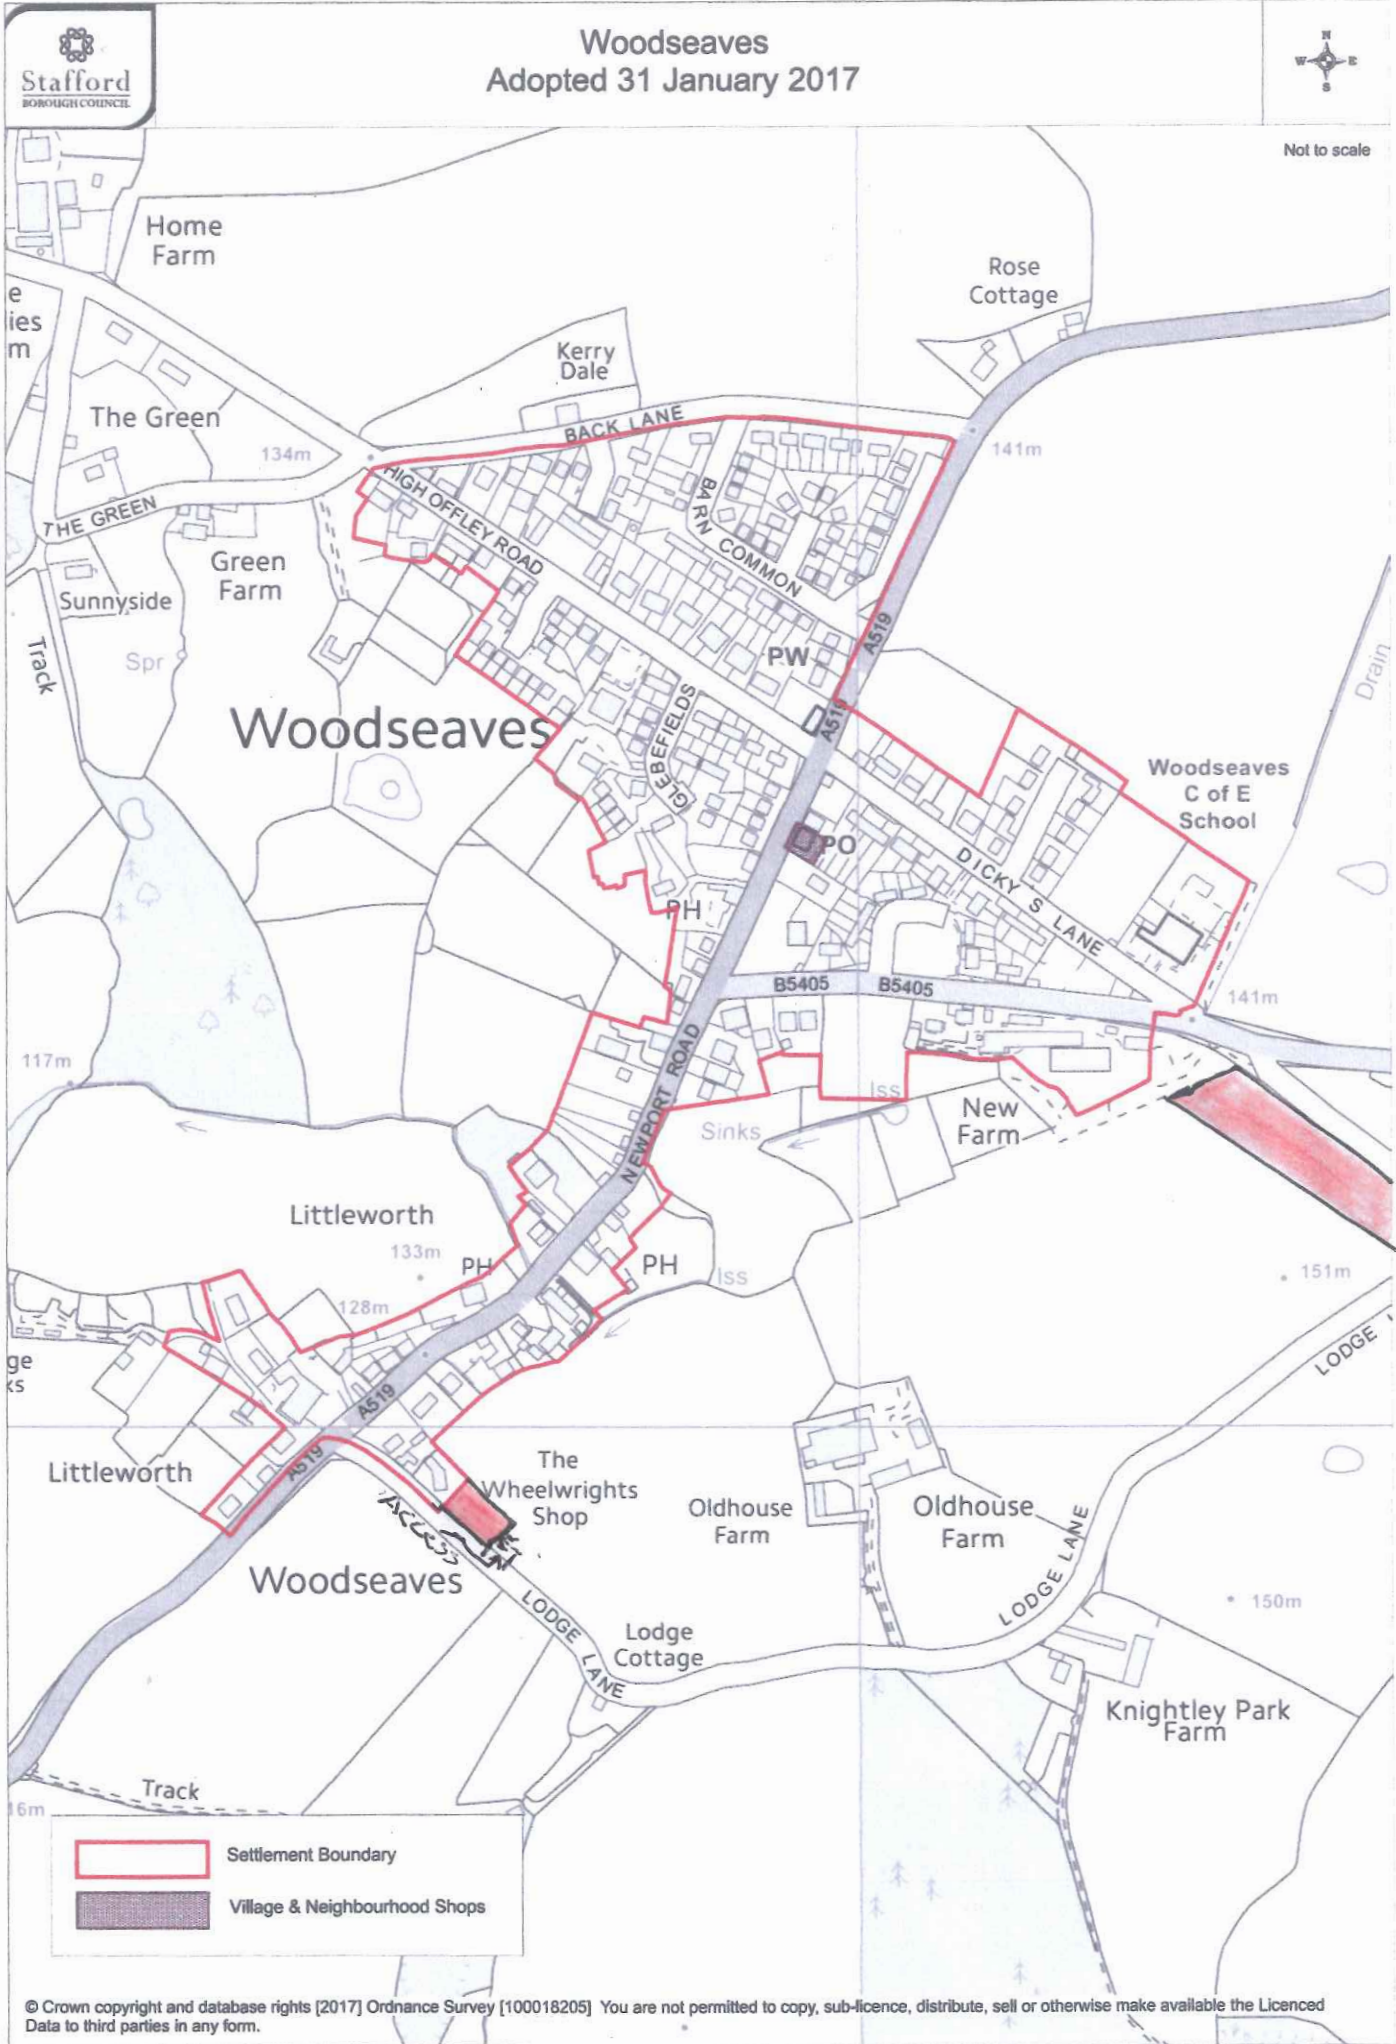 Stafford
BOROUGH COUNCIL
Woodseaves
Adopted 31 January 2017
N
W E
S
Not to scale
Home
Farm
Rose
Cottage
e
ies
m
Kerry
Dale
The Green
BACK LANE
134m
141m
HIGH OFFLEY ROAD
BARN COMMON
THE GREEN
Green
Farm
Sunnyside
A519
Track
Spr
PW
Drain
Woodseaves
GLEBEFIELDS
A519
Woodseaves
C of E
School
PO
DICKY'S LANE
PH
B5405
B5405
141m
117m
NEWPORT ROAD
Iss
New
Farm
Sinks
Littleworth
133m
PH
PH
Iss
151m
128m
LODGE
ge
ks
A519
A519
Littleworth
The
Wheelwrights
Shop
Oldhouse
Farm
Oldhouse
Farm
ACCESS
Woodseaves
LODGE LANE
LODGE LANE
150m
Lodge
Cottage
Knightley Park
Farm
Track
16m
Settlement Boundary
Village & Neighbourhood Shops
© Crown copyright and database rights [2017] Ordnance Survey [100018205] You are not permitted to copy, sub-licence, distribute, sell or otherwise make available the Licenced
Data to third parties in any form.